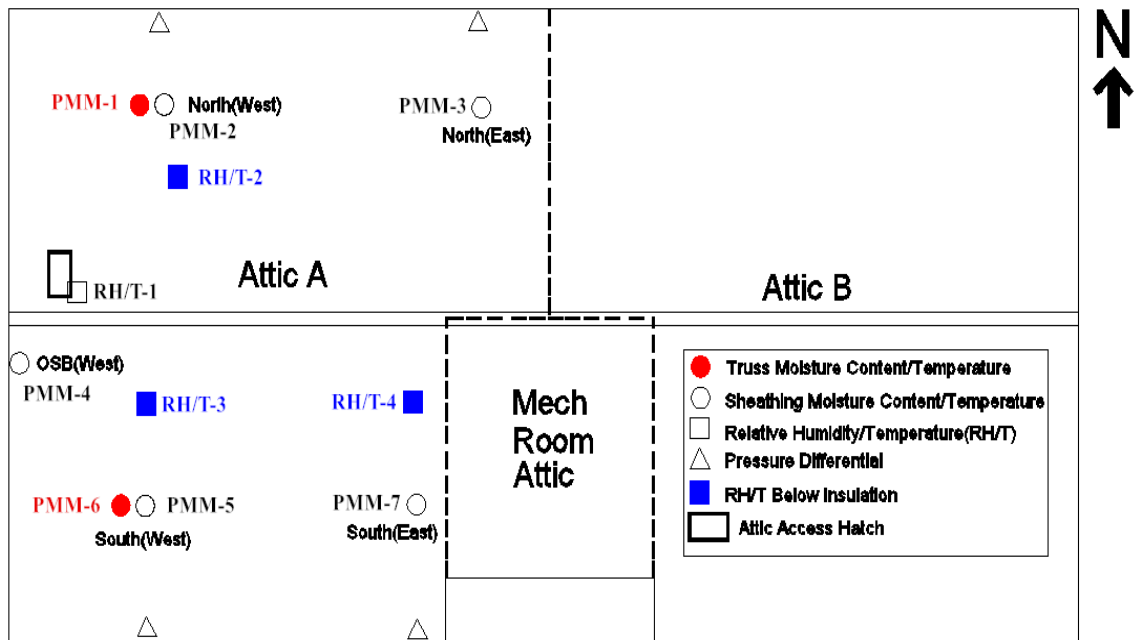 N
PMM-1
North(West)
PMM-2
PMM-3
North(East)
RH/T-2
RH/T-1
Attic A
Attic B
OSB(West)
PMM-4
RH/T-3
RH/T-4
Mech
Room
Attic
PMM-6
PMM-5
South(West)
PMM-7
South(East)
Truss Moisture Content/Temperature
Sheathing Moisture Content/Temperature
Relative Humidity/Temperature(RH/T)
Pressure Differential
RH/T Below Insulation
Attic Access Hatch